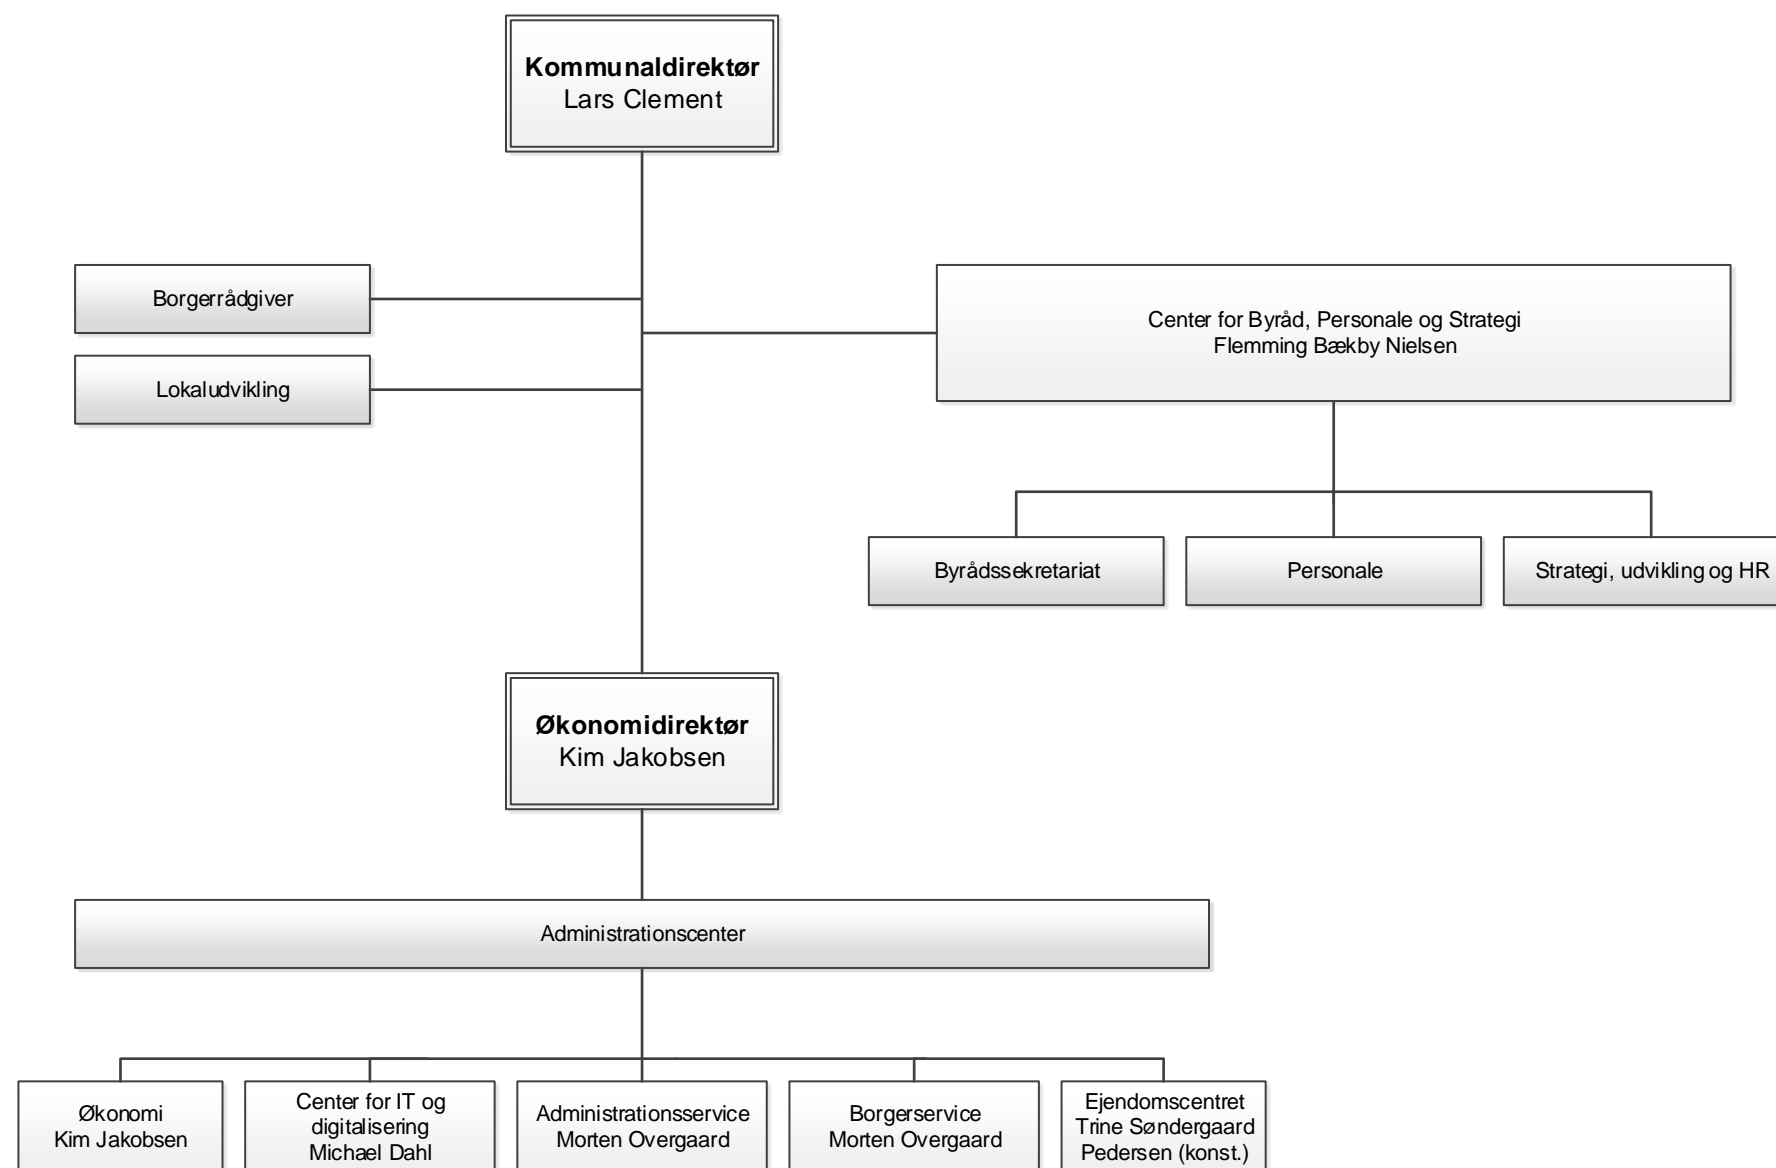 Kommunaldirektør
Lars Clement
Borgerrådgiver
Center for Byråd, Personale og Strategi
Flemming Bækby Nielsen
Lokaludvikling
Byrådssekretariat
Personale
Strategi, udvikling og HR
Økonomidirektør
Kim Jakobsen
Administrationscenter
Økonomi
Kim Jakobsen
Center for IT og
digitalisering
Michael Dahl
Administrationsservice
Morten Overgaard
Borgerservice
Morten Overgaard
Ejendomscentret
Trine Søndergaard
Pedersen (konst.)